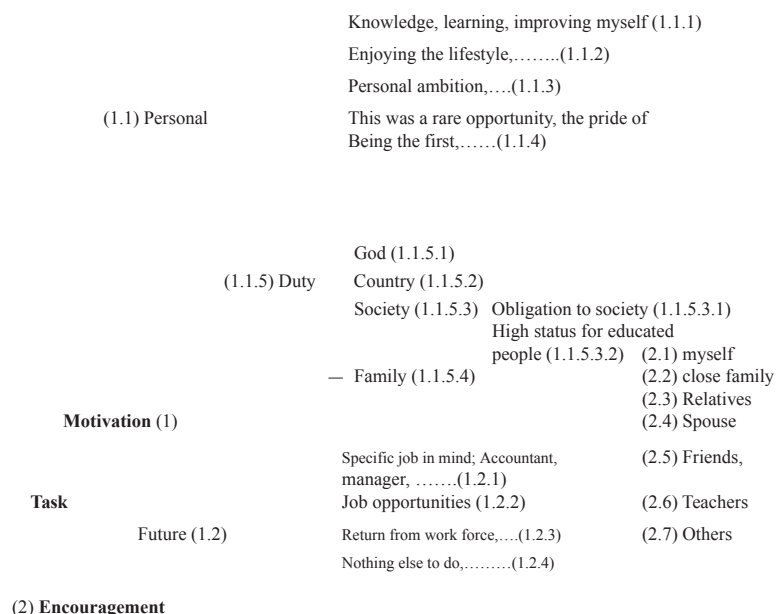 Knowledge, learning, improving myself (1.1.1)
Enjoying the lifestyle,……..(1.1.2)
Personal ambition,….(1.1.3)
(1.1) Personal This was a rare opportunity, the pride of
Being the first,……(1.1.4)
God (1.1.5.1)
(1.1.5) Duty Country (1.1.5.2)
Society (1.1.5.3) Obligation to society (1.1.5.3.1)
High status for educated
people (1.1.5.3.2) (2.1) myself
— Family (1.1.5.4) (2.2) close family
(2.3) Relatives
Motivation (1) (2.4) Spouse
Specific job in mind; Accountant, (2.5) Friends,
manager, …….(1.2.1)
Task Job opportunities (1.2.2) (2.6) Teachers
Future (1.2) Return from work force,….(1.2.3) (2.7) Others
Nothing else to do,………(1.2.4)
(2) Encouragement